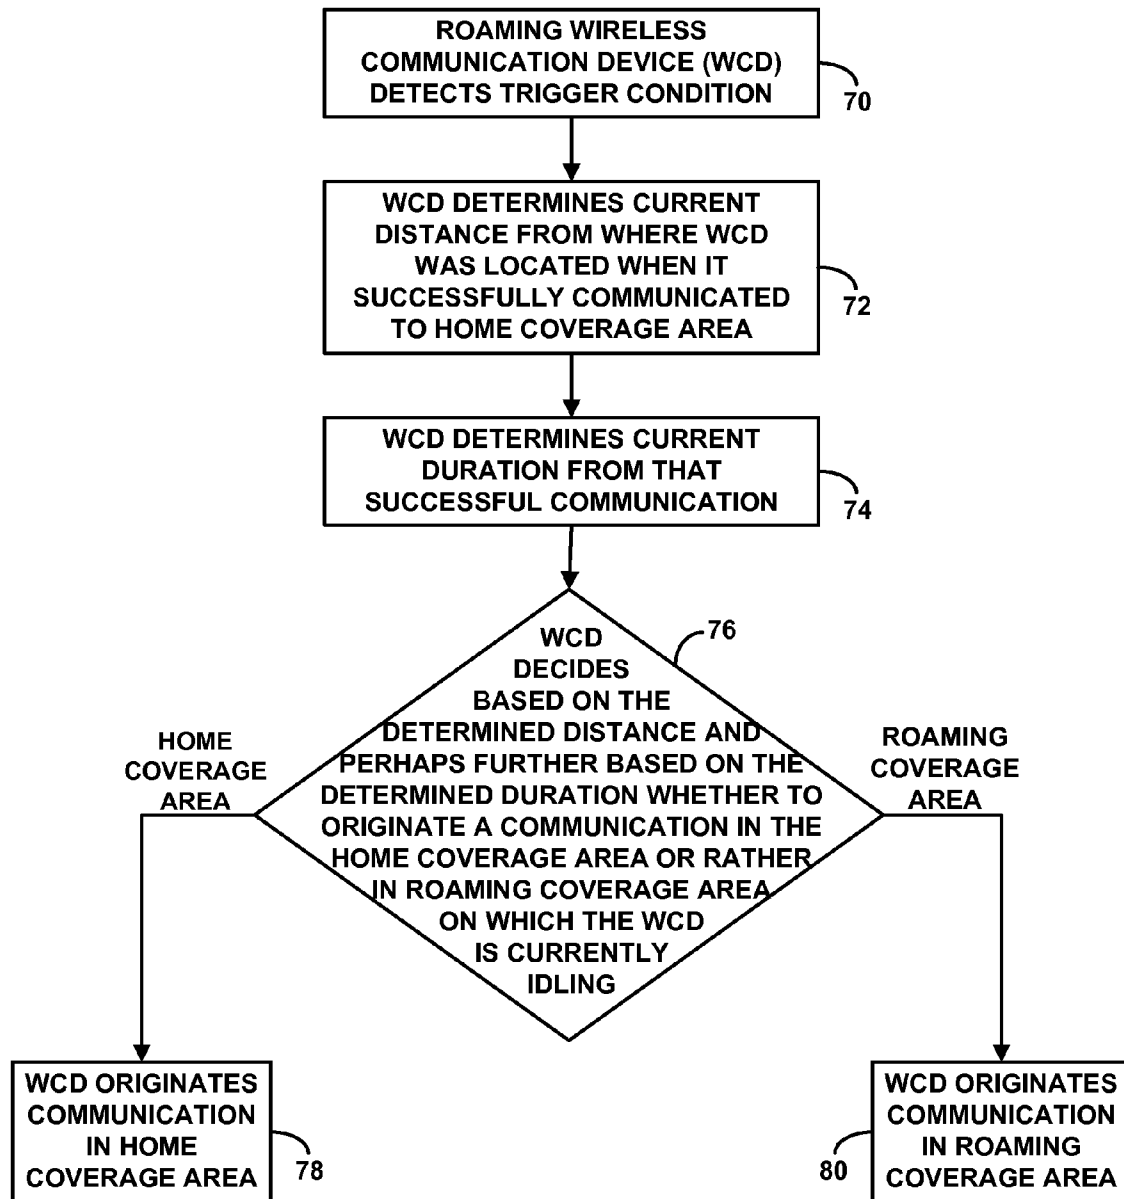 ROAMING WIRELESS
COMMUNICATION DEVICE (WCD)
DETECTS TRIGGER CONDITION
70
WCD DETERMINES CURRENT
DISTANCE FROM WHERE WCD
WAS LOCATED WHEN IT
SUCCESSFULLY COMMUNICATED
TO HOME COVERAGE AREA
72
WCD DETERMINES CURRENT
DURATION FROM THAT
SUCCESSFUL COMMUNICATION
74
76
WCD
DECIDES
BASED ON THE
DETERMINED DISTANCE AND
PERHAPS FURTHER BASED ON THE
DETERMINED DURATION WHETHER TO
ORIGINATE A COMMUNICATION IN THE
HOME COVERAGE AREA OR RATHER
IN ROAMING COVERAGE AREA
ON WHICH THE WCD
IS CURRENTLY
IDLING
HOME
COVERAGE
AREA
ROAMING
COVERAGE
AREA
WCD ORIGINATES
COMMUNICATION
IN HOME
COVERAGE AREA
78
80
WCD ORIGINATES
COMMUNICATION
IN ROAMING
COVERAGE AREA